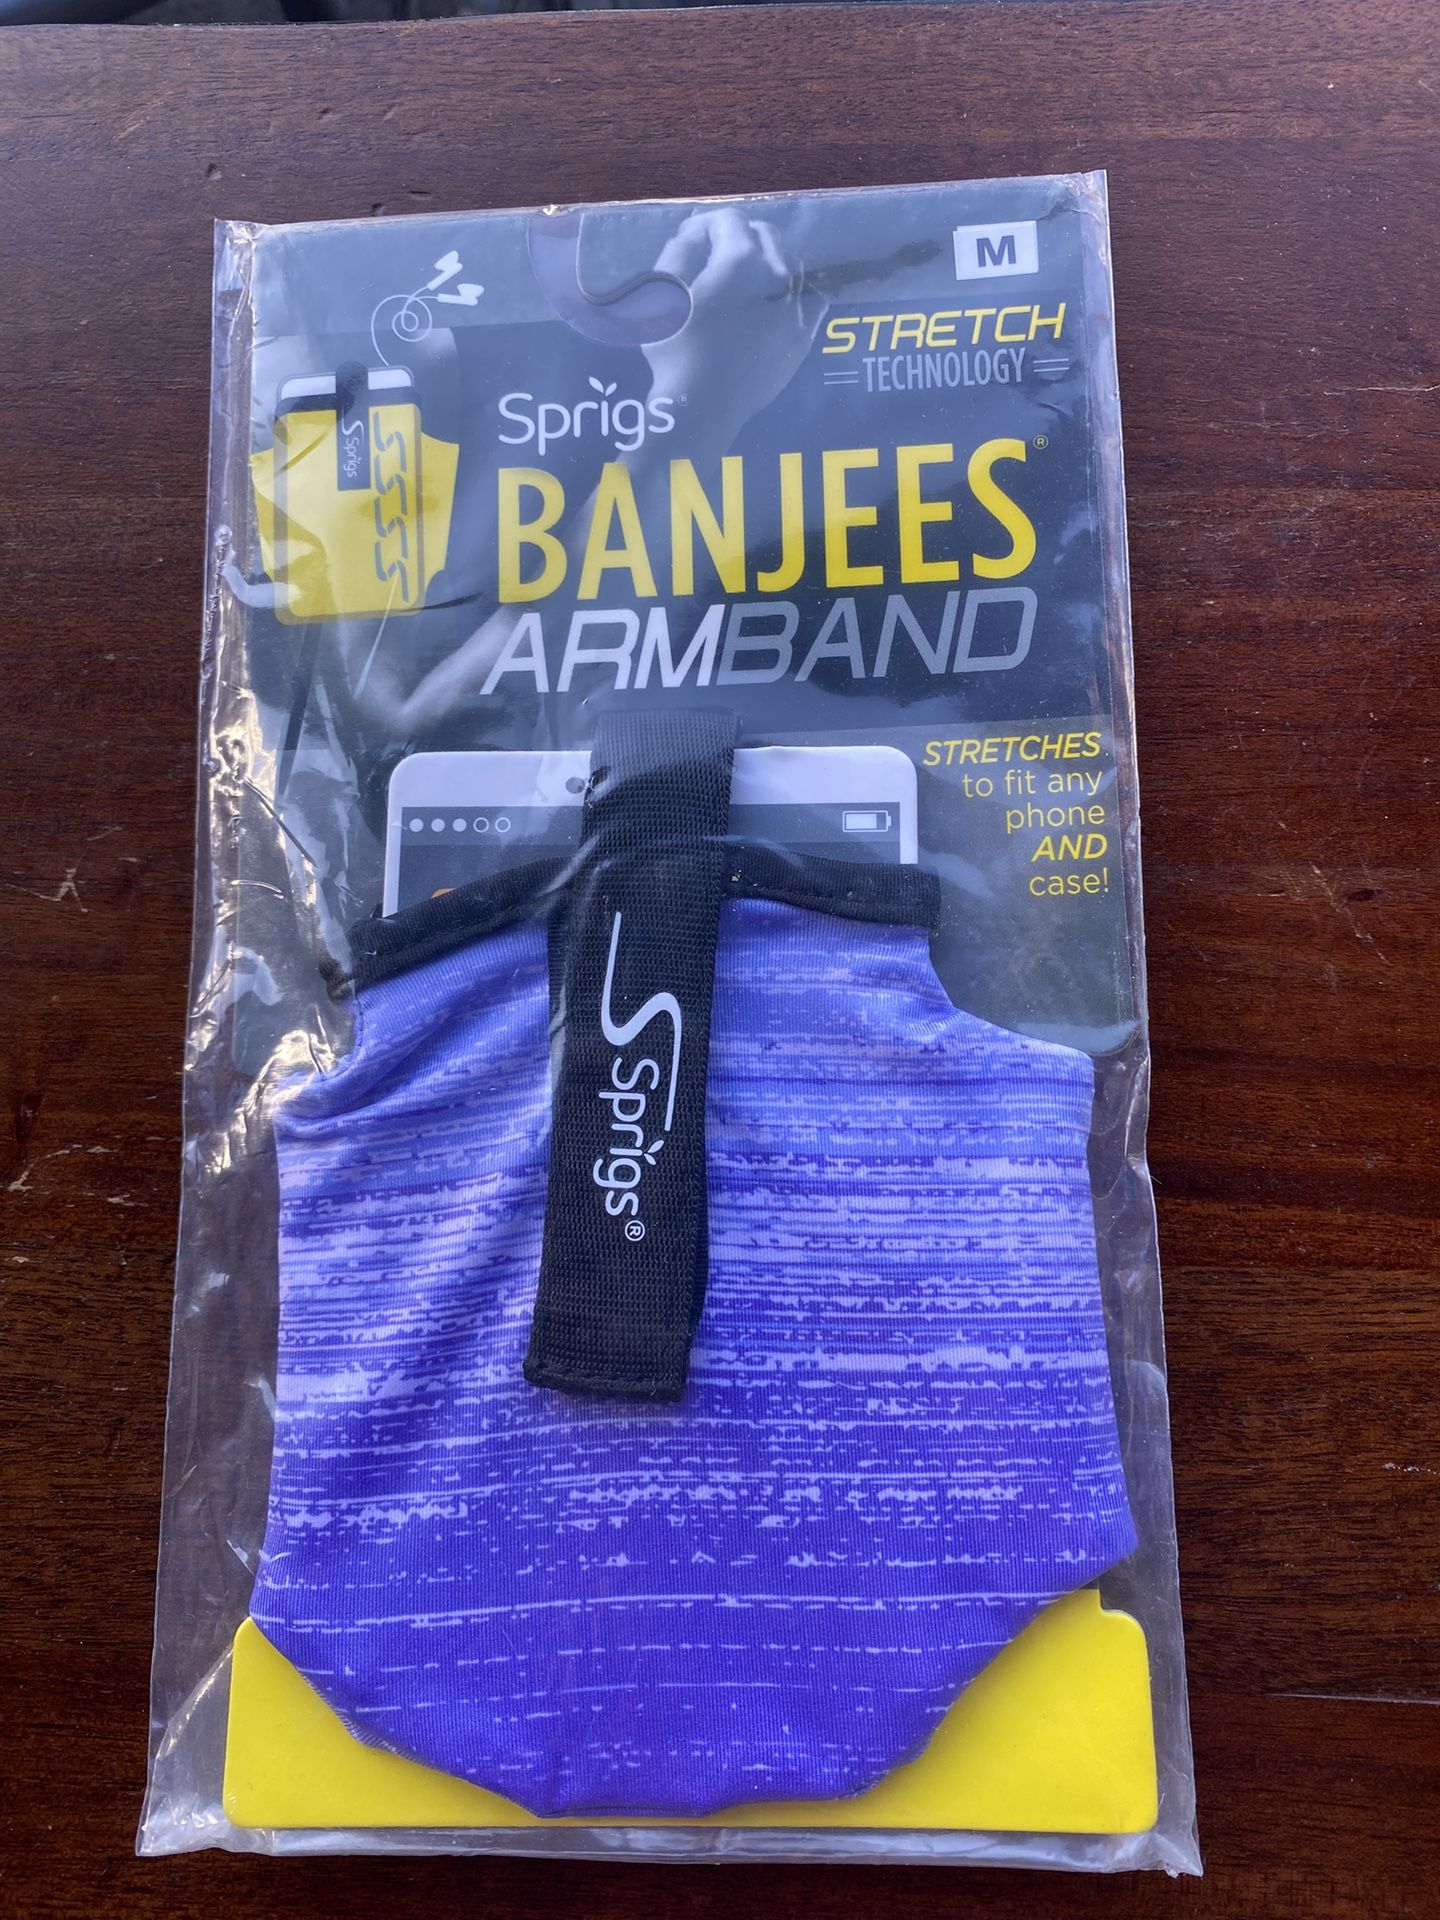 M
STRETCH
TECHNOLOGY
Sprigs®
BANJEES®
ARMBAND
Sprigs
STRETCHES
to fit any
phone
AND
case!
Sprigs®